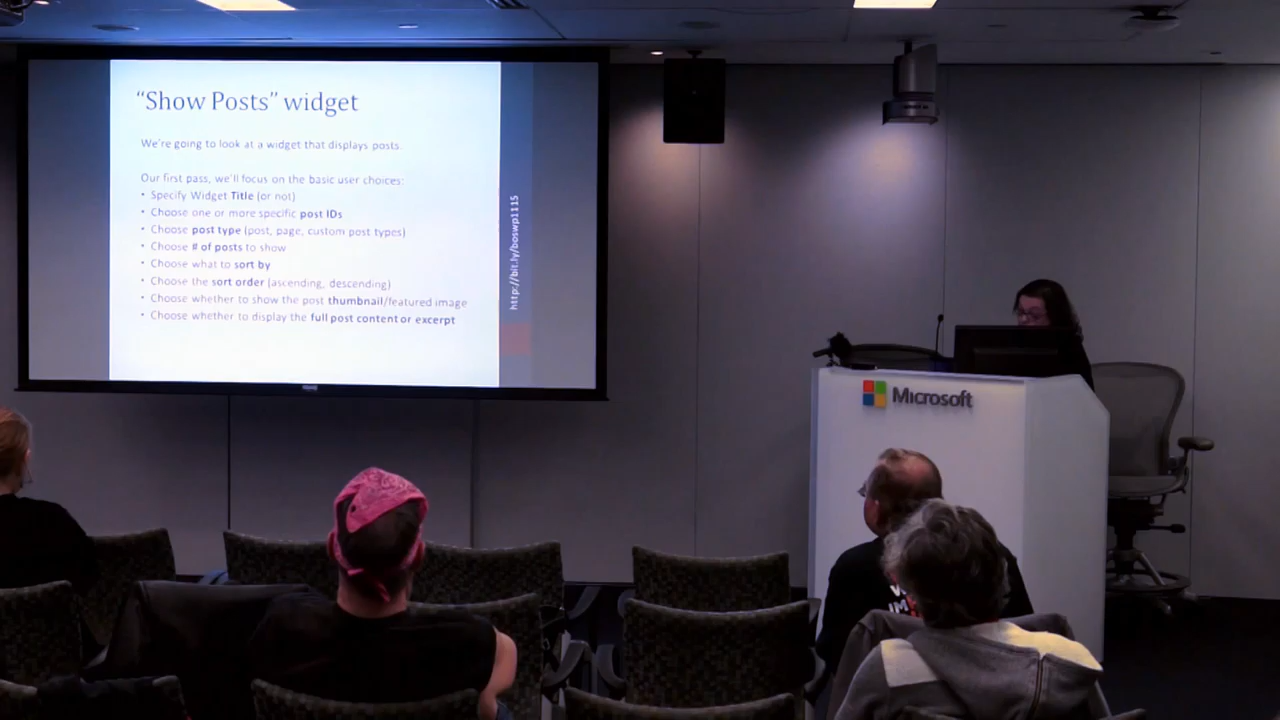 “Show Posts” widget
We're going to look at a widget that displays posts.
Our first pass, we'll focus on the basic user choices:
• Specify Widget Title (or not)
• Choose one or more specific post IDs
• Choose post type (post, page, custom post types)
• Choose # of posts to show
• Choose what to sort by
• Choose the sort order (ascending, descending)
• Choose whether to show the post thumbnail/featured image
• Choose whether to display the full post content or excerpt
http://bit.ly/boswp1115
Microsoft